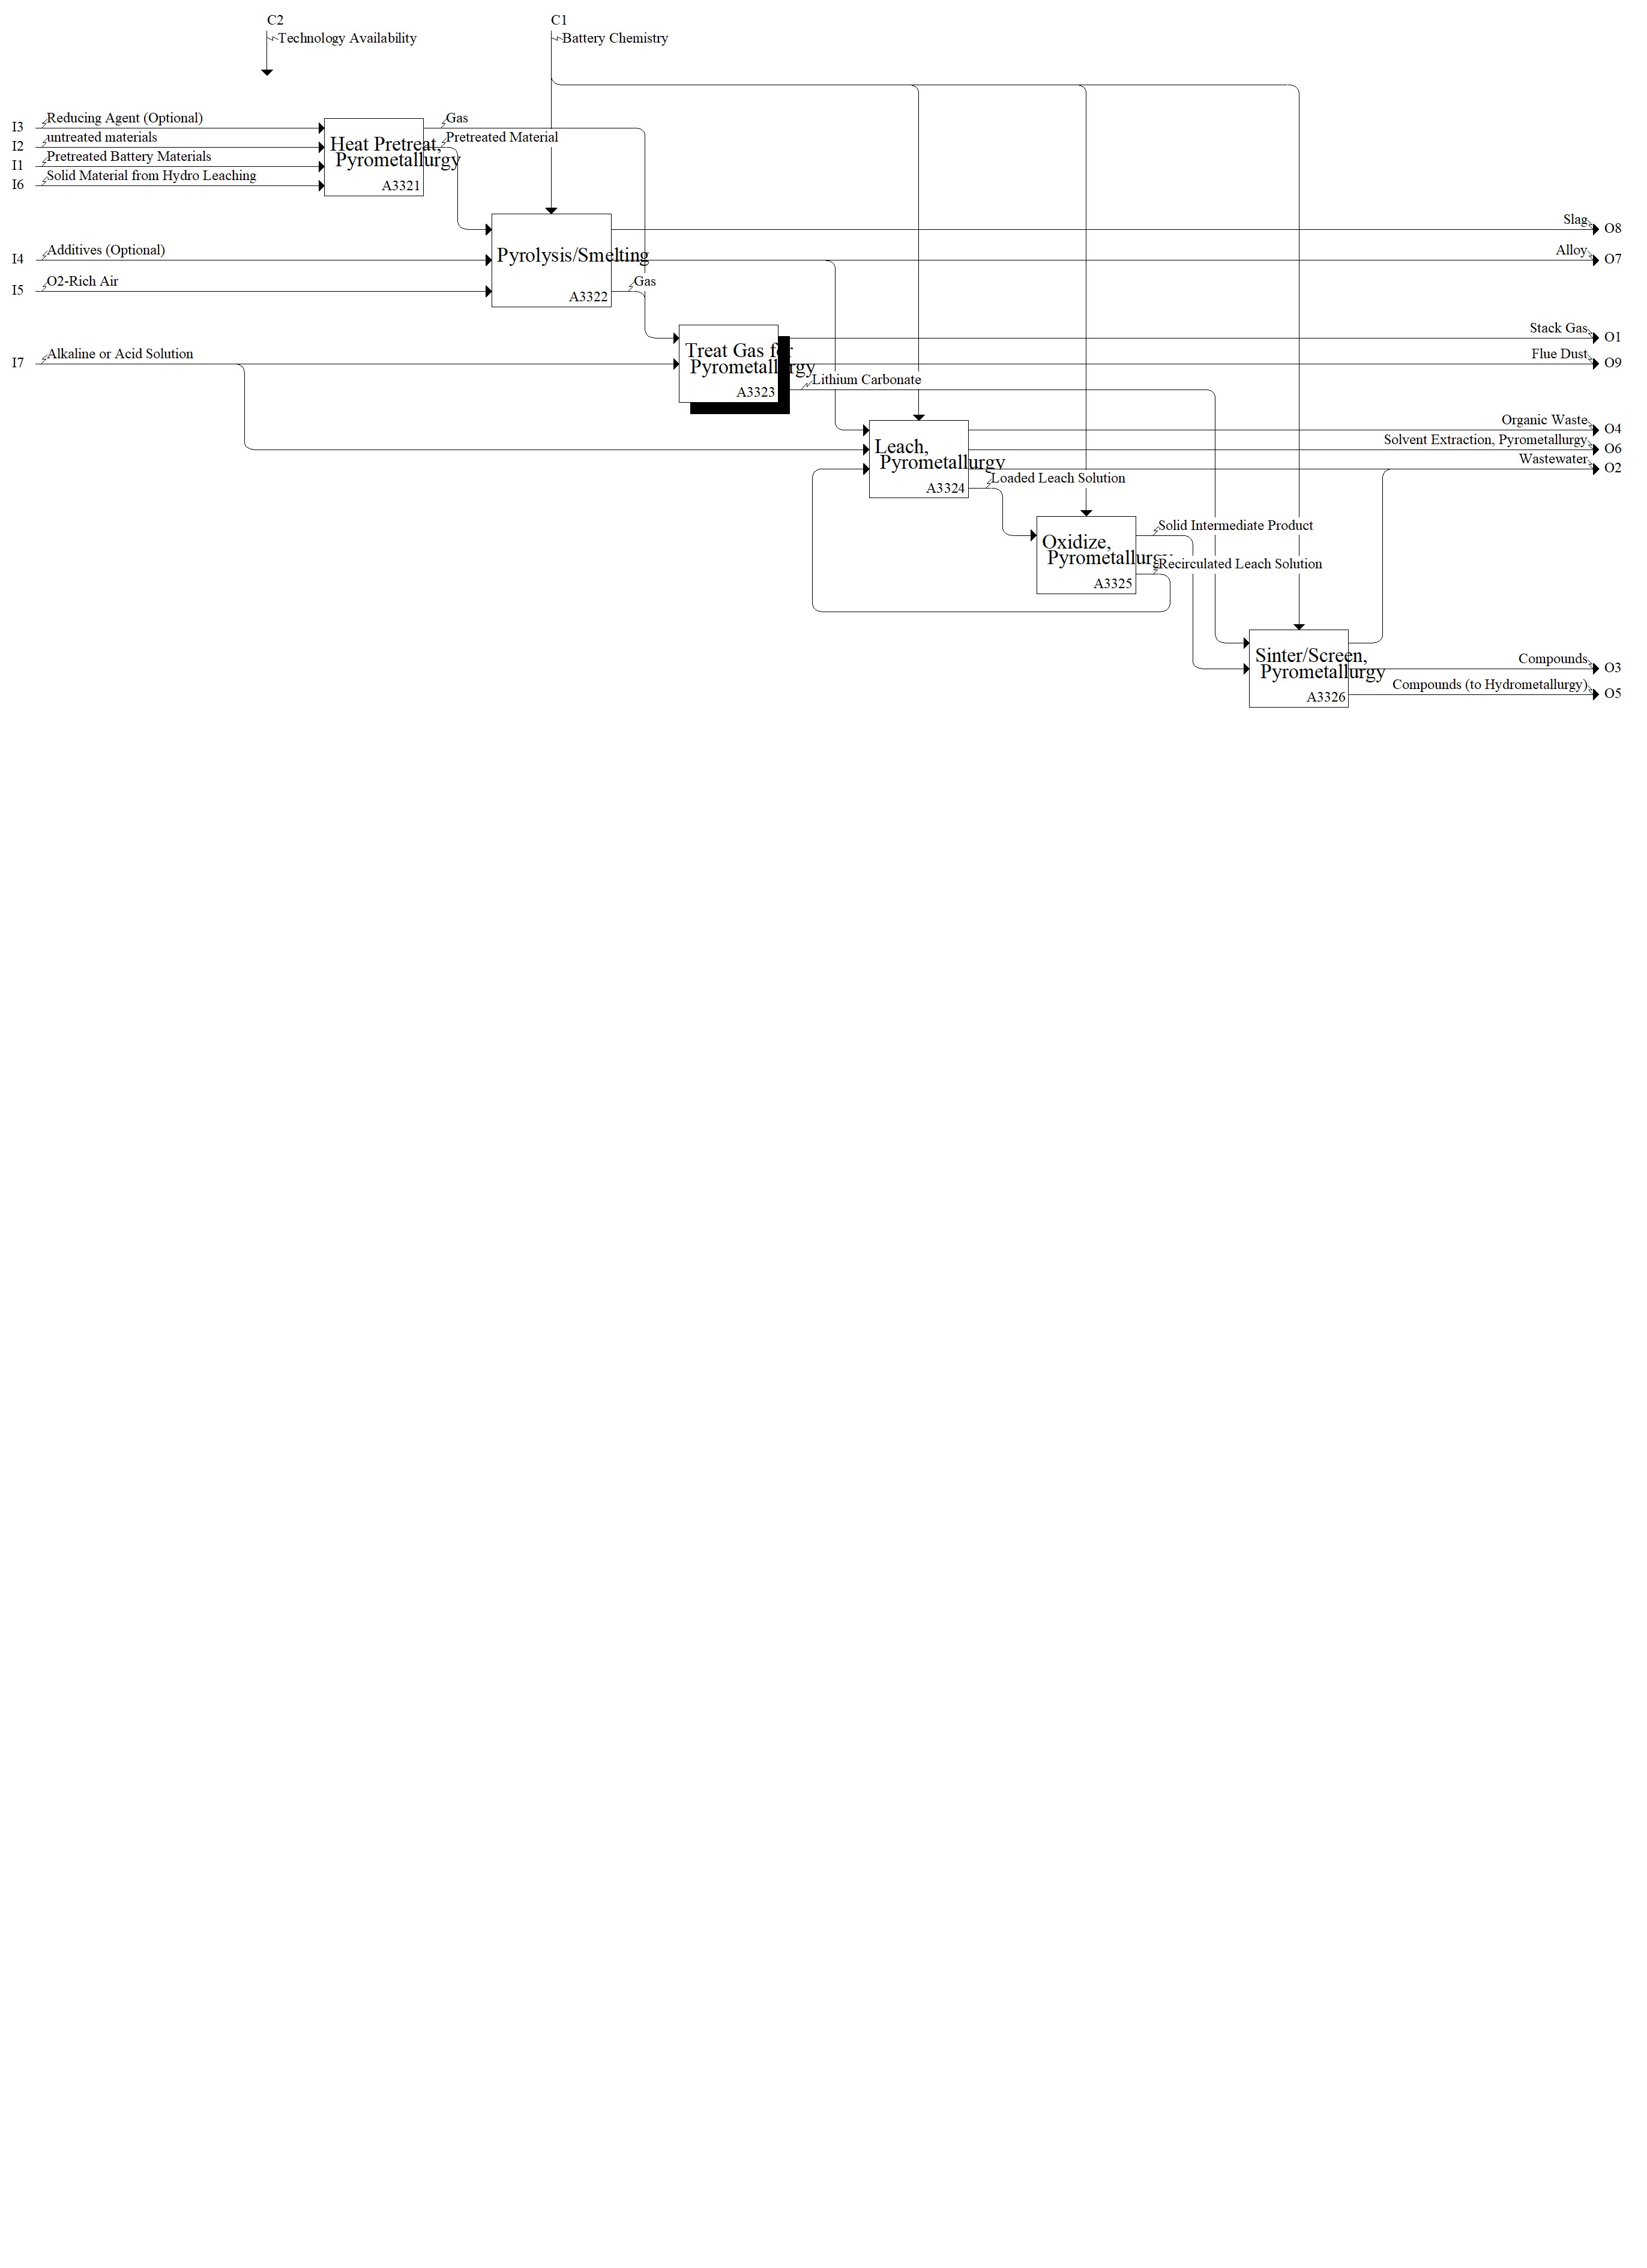 C2
Technology Availability
C1
Battery Chemistry
I3
Reducing Agent (Optional)
I2
untreated materials
I1
Pretreated Battery Materials
I6
Solid Material from Hydro Leaching
Heat Pretreat,
Pyrometallurgy
A3321
Gas
Pretreated Material
I4
Additives (Optional)
I5
O2-Rich Air
Pyrolysis/Smelting
A3322
Gas
Slag
O8
Alloy
O7
I7
Alkaline or Acid Solution
Treat Gas for
Pyrometallurgy
A3323
Lithium Carbonate
Stack Gas
O1
Flue Dust
O9
Leach,
Pyrometallurgy
A3324
Loaded Leach Solution
Organic Waste
O4
Solvent Extraction, Pyrometallurgy
O6
Wastewater
O2
Oxidize,
Pyrometallurgy
A3325
Solid Intermediate Product
Recirculated Leach Solution
Sinter/Screen,
Pyrometallurgy
A3326
Compounds
O3
Compounds (to Hydrometallurgy)
O5